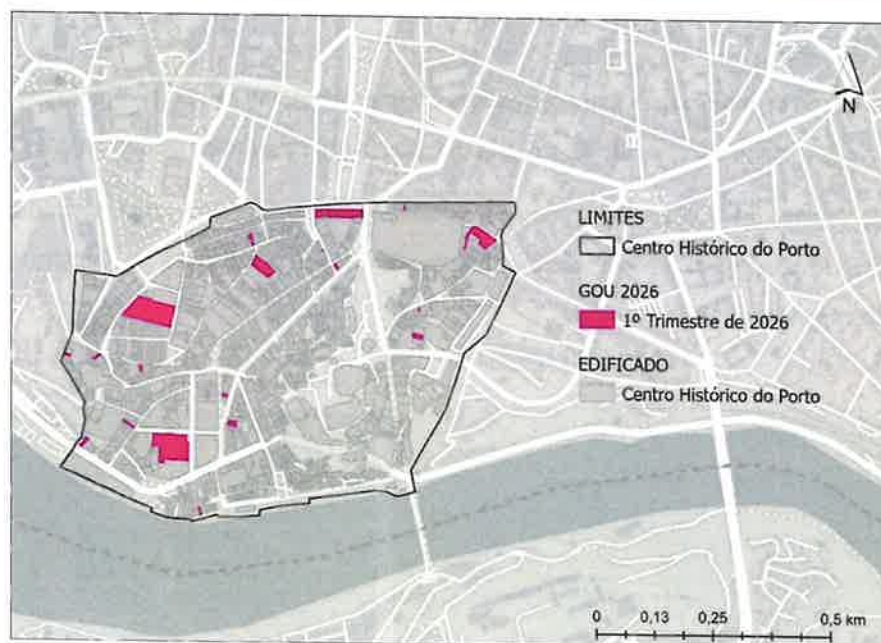 N
LIMITES
Centro Histórico do Porto
GOU 2026
1º Trimestre de 2026
EDIFICADO
Centro Histórico do Porto
0 0,13 0,25 0,5 km